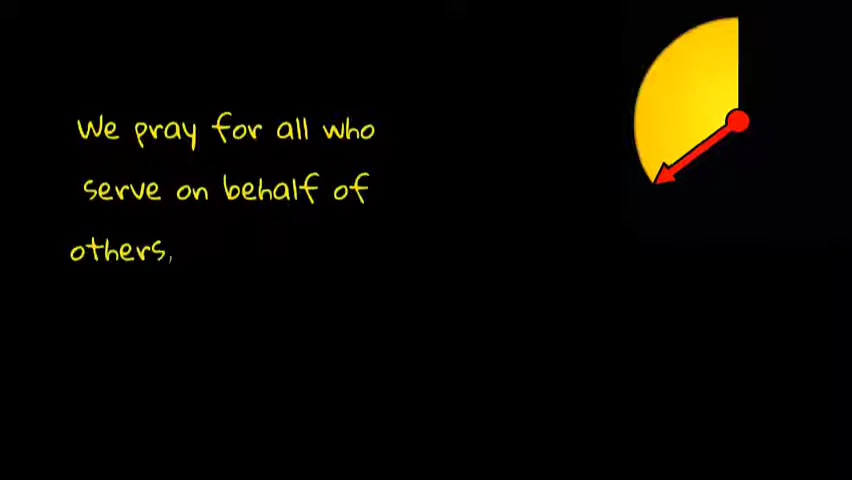 We pray for all who
serve on behalf of
others,